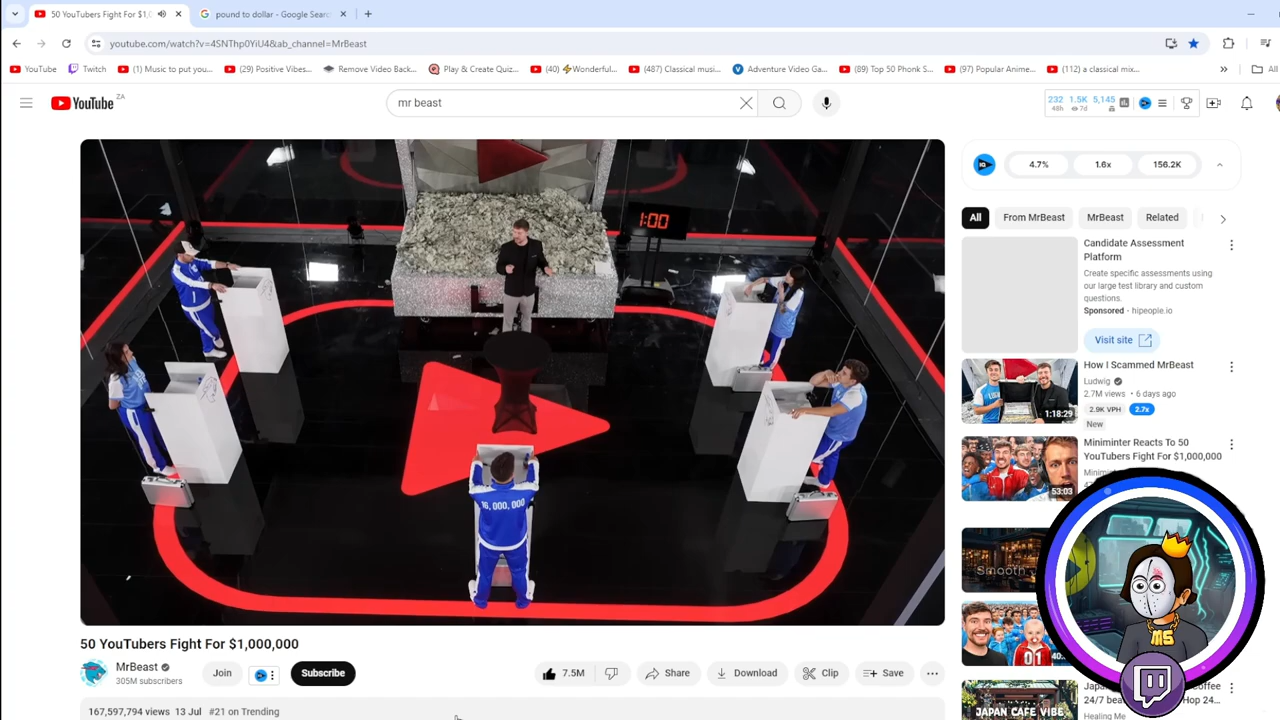 50 YouTubers Fight For $1,0
pound to dollar - Google Searc
youtube.com/watch?v=4SNThp0YiU4&ab_channel=MrBeast
YouTube
Twitch
(1) Music to put you...
(29) Positive Vibes...
Remove Video Back...
Play & Create Quiz...
(40) ⚡Wonderful...
(487) Classical musi...
Adventure Video Ga...
(89) Top 50 Phonk S...
(97) Popular Anime...
(112) a classical mix...
»
All
YouTube ZA
mr beast
232 1.5K 5,145
48h 7d
IQ 4.7% 1.6x 156.2K
1:00
16,000,000
All
From MrBeast
MrBeast
Related
Candidate Assessment
Platform
Create specific assessments using
our large test library and custom
questions.
Sponsored · hipeople.io
Visit site
How I Scammed MrBeast
Ludwig
2.7M views • 6 days ago
2.9K VPH 2.7x
New
1:18:29
Miniminter Reacts To 50
YouTubers Fight For $1,000,000
53:03
Smooth
01
JAPAN CAFE VIBE
Healing Me
MS
50 YouTubers Fight For $1,000,000
MrBeast
305M subscribers
Join
Subscribe
7.5M
Share
Download
Clip
Save
167,597,794 views 13 Jul #21 on Trending